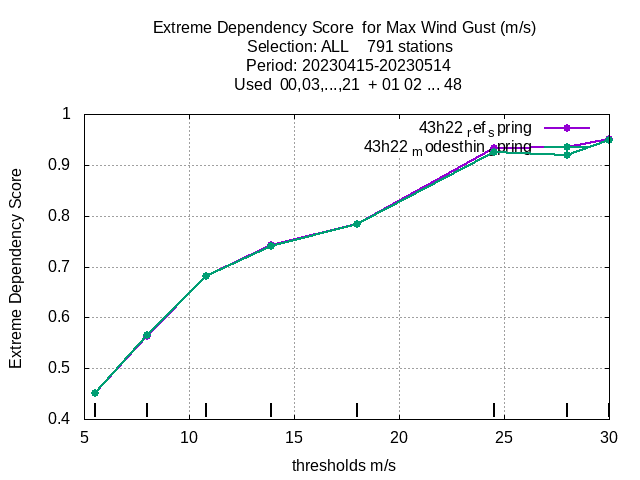 Extreme Dependency Score for Max Wind Gust (m/s)
Selection: ALL 791 stations
Period: 20230415-20230514
Used 00,03,...,21 + 01 02 ... 48
43h22 ref spring
43h22 modesthin spring
Extreme Dependency Score
1
0.9
0.8
0.7
0.6
0.5
0.4
5 10 15 20 25 30
thresholds m/s